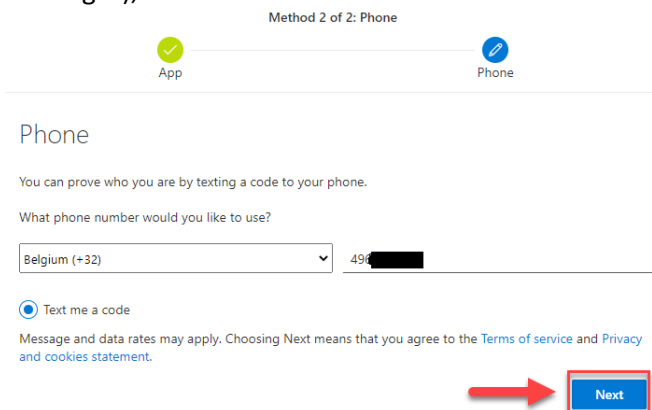 Method 2 of 2: Phone
App
Phone
Phone
You can prove who you are by texting a code to your phone.
What phone number would you like to use?
Belgium (+32)
496
Text me a code
Message and data rates may apply. Choosing Next means that you agree to the Terms of service and Privacy
and cookies statement.
Next